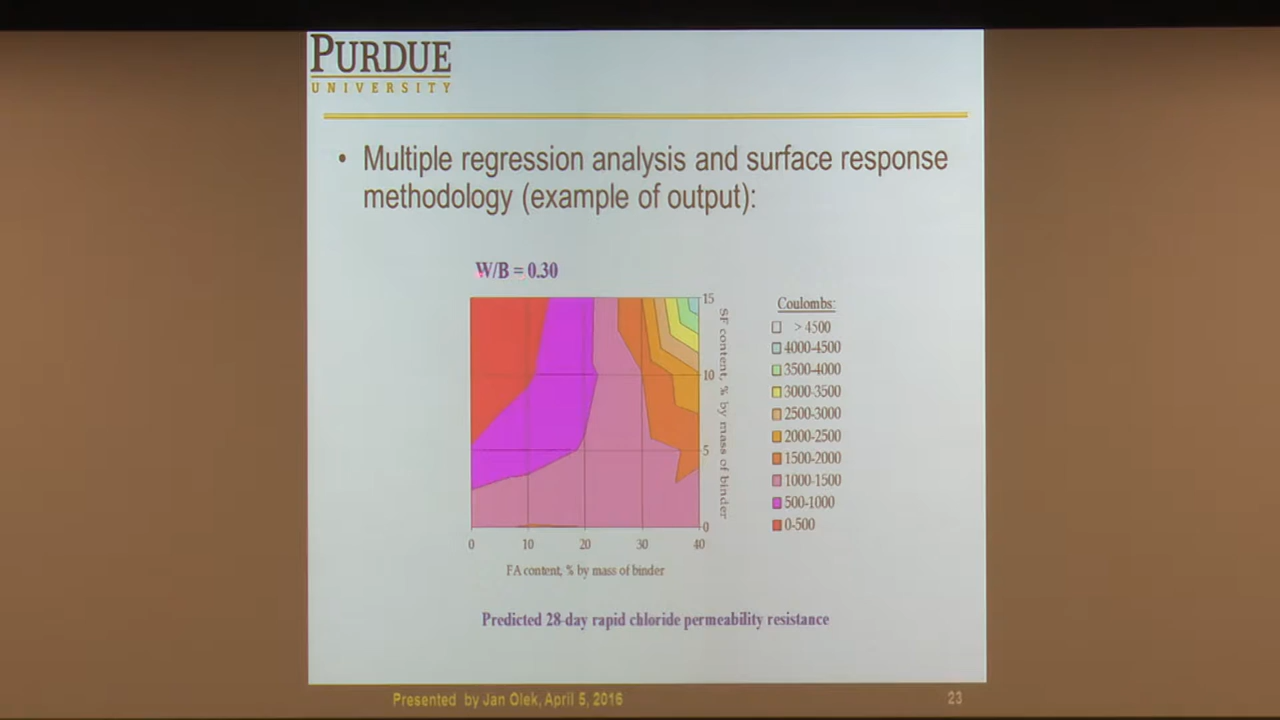 PURDUE
UNIVERSITY
• Multiple regression analysis and surface response
methodology (example of output):
W/B = 0.30
15
10
5
0
SF content, % by mass of binder
0 10 20 30 40
FA content, % by mass of binder
Coulombs:
> 4500
4000-4500
3500-4000
3000-3500
2500-3000
2000-2500
1500-2000
1000-1500
500-1000
0-500
Predicted 28-day rapid chloride permeability resistance
Presented by Jan Olek, April 5, 2016
23